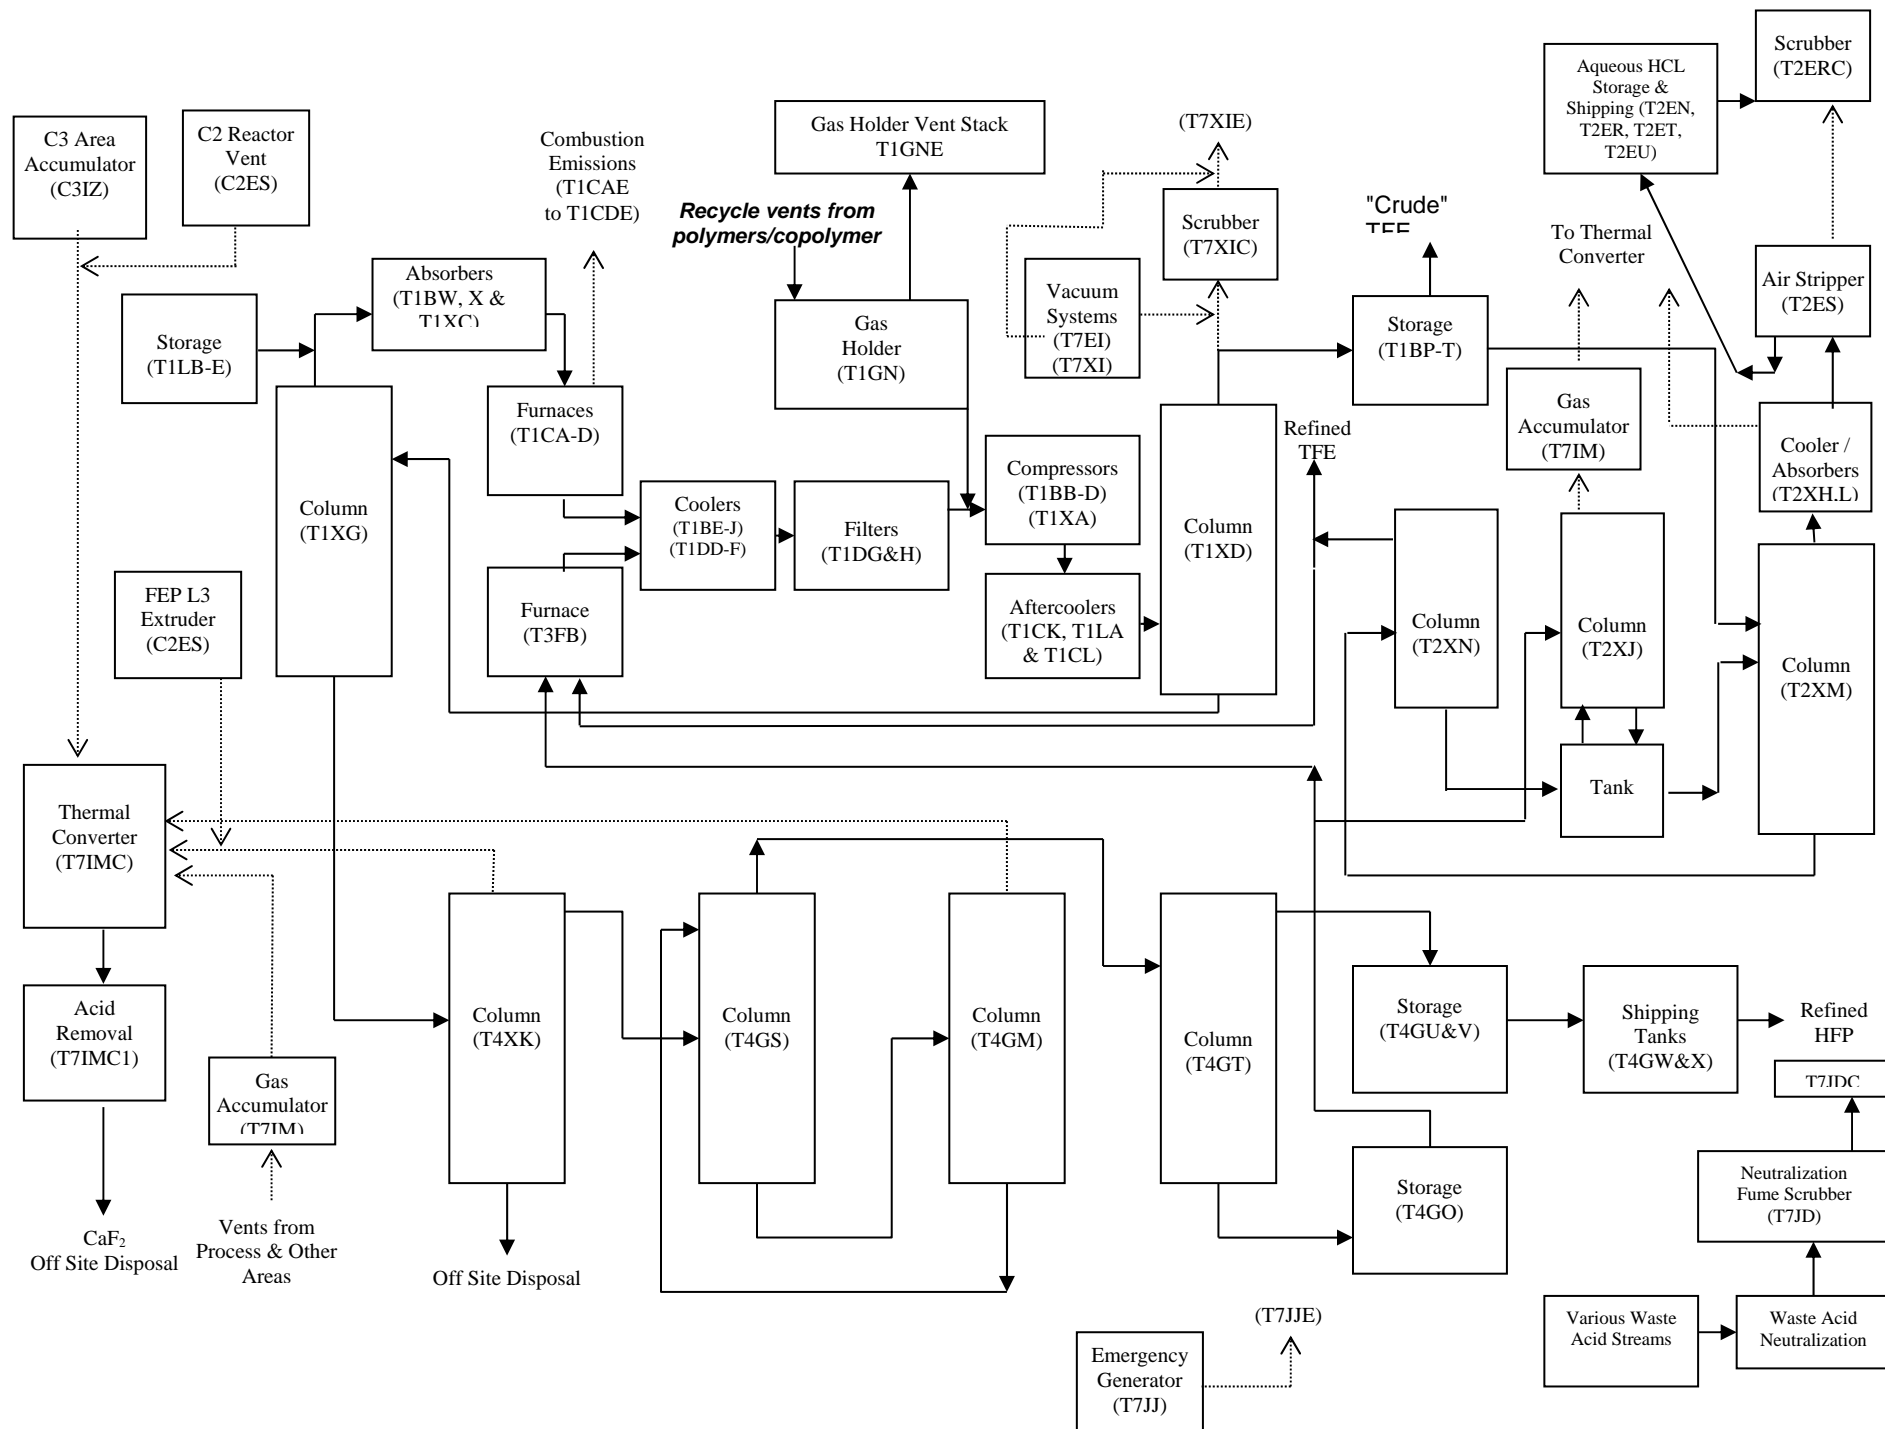 Scrubber
(T2ERC)
Aqueous HCL
Storage &
Shipping (T2EN,
T2ER, T2ET,
T2EU)
C3 Area
Accumulator
(C3IZ)
C2 Reactor
Vent
(C2ES)
Combustion
Emissions
(T1CAE
to T1CDE)
Gas Holder Vent Stack
T1GNE
(T7XIE)
Recycle vents from
polymers/copolymer
Scrubber
(T7XIC)
"Crude"
TFE
To Thermal
Converter
Air Stripper
(T2ES)
Absorbers
(T1BW, X &
T1XC)
Storage
(T1LB-E)
Gas
Holder
(T1GN)
Vacuum
Systems
(T7EI)
(T7XI)
Storage
(T1BP-T)
Furnaces
(T1CA-D)
Gas
Accumulator
(T7IM)
Refined
TFE
Cooler /
Absorbers
(T2XH.L)
Column
(T1XG)
Coolers
(T1BE-J)
(T1DD-F)
Filters
(T1DG&H)
Compressors
(T1BB-D)
(T1XA)
Column
(T1XD)
FEP L3
Extruder
(C2ES)
Furnace
(T3FB)
Aftercoolers
(T1CK, T1LA
& T1CL)
Column
(T2XN)
Column
(T2XJ)
Column
(T2XM)
Tank
Thermal
Converter
(T7IMC)
Acid
Removal
(T7IMC1)
Gas
Accumulator
(T7IM)
Column
(T4XK)
Column
(T4GS)
Column
(T4GM)
Column
(T4GT)
Storage
(T4GU&V)
Shipping
Tanks
(T4GW&X)
Refined
HFP
T7JDC
Neutralization
Fume Scrubber
(T7JD)
Storage
(T4GO)
CaF₂
Off Site Disposal
Vents from
Process & Other
Areas
Off Site Disposal
(T7JJE)
Emergency
Generator
(T7JJ)
Various Waste
Acid Streams
Waste Acid
Neutralization